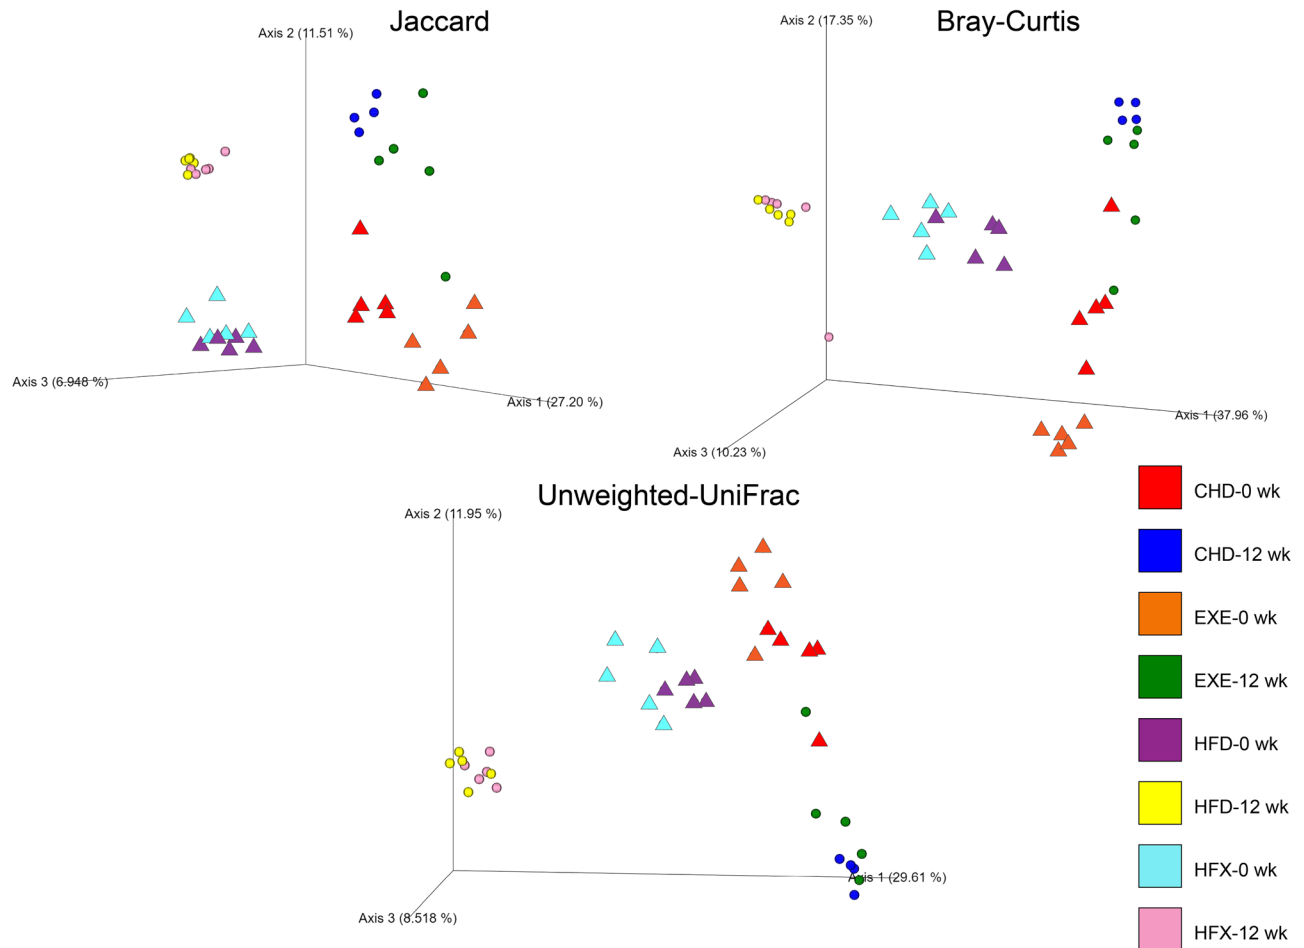 Jaccard
Axis 2 (11.51 %)
Axis 3 (6.948 %)
Axis 1 (27.20 %)
Bray-Curtis
Axis 2 (17.35 %)
Axis 1 (37.96 %)
Axis 3 (10.23 %)
Unweighted-UniFrac
Axis 2 (11.95 %)
Axis 1 (29.61 %)
Axis 3 (8.518 %)
CHD-0 wk
CHD-12 wk
EXE-0 wk
EXE-12 wk
HFD-0 wk
HFD-12 wk
HFX-0 wk
HFX-12 wk